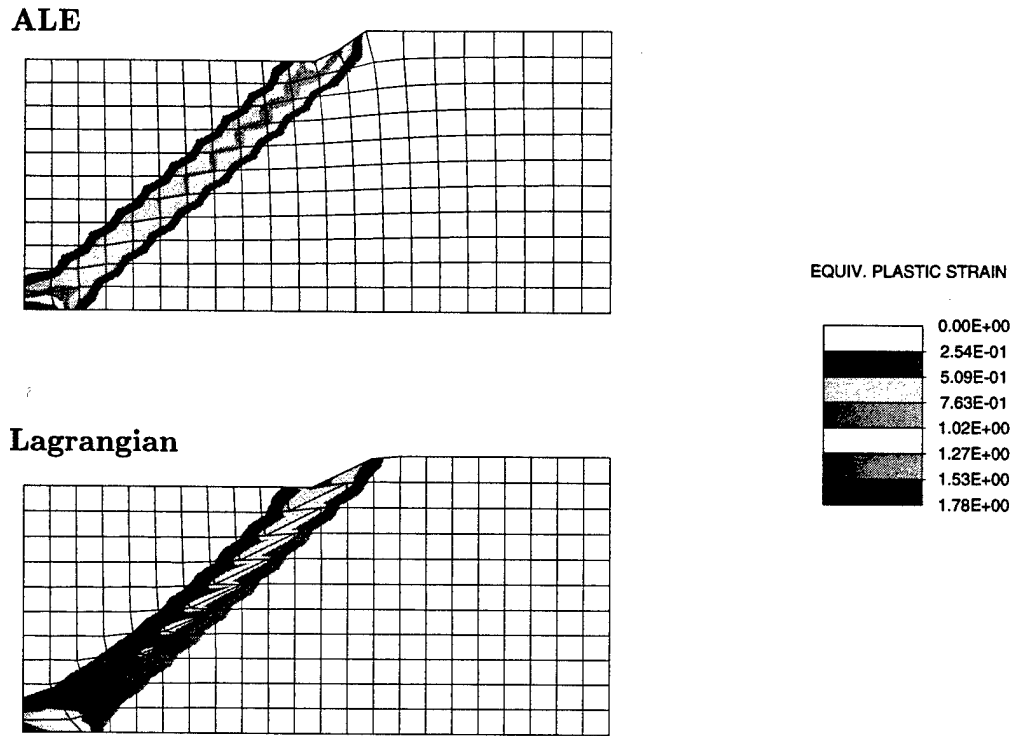 ALE
EQUIV. PLASTIC STRAIN
0.00E+00
2.54E-01
5.09E-01
7.63E-01
1.02E+00
1.27E+00
1.53E+00
1.78E+00
Lagrangian